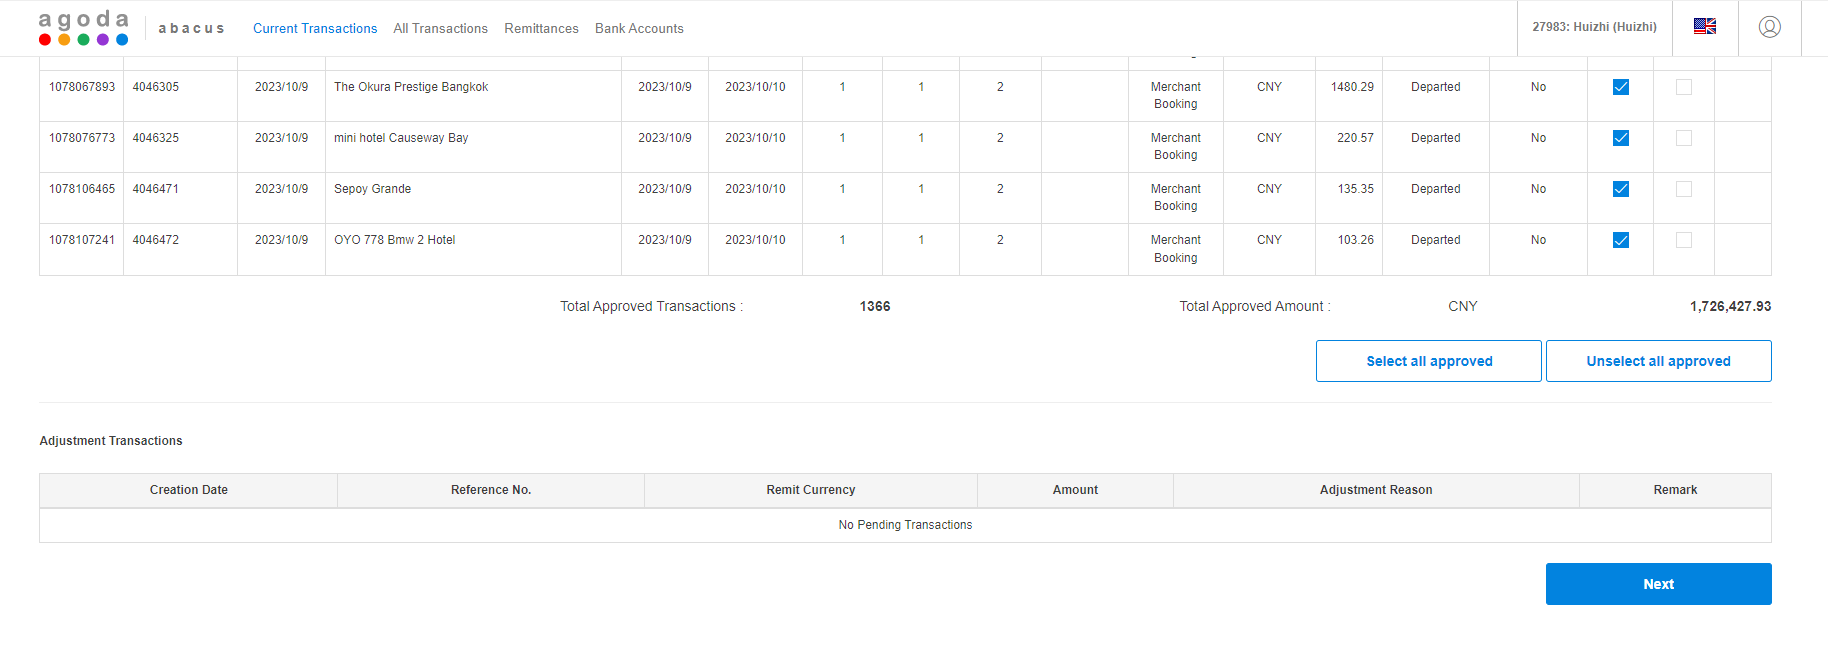 agoda
abacus
Current Transactions All Transactions Remittances Bank Accounts
27983: Huizhi (Huizhi)
1078067893 4046305 2023/10/9 The Okura Prestige Bangkok 2023/10/9 2023/10/10 1 1 2 Merchant Booking CNY 1480.29 Departed No
1078076773 4046325 2023/10/9 mini hotel Causeway Bay 2023/10/9 2023/10/10 1 1 2 Merchant Booking CNY 220.57 Departed No
1078106465 4046471 2023/10/9 Sepoy Grande 2023/10/9 2023/10/10 1 1 2 Merchant Booking CNY 135.35 Departed No
1078107241 4046472 2023/10/9 OYO 778 Bmw 2 Hotel 2023/10/9 2023/10/10 1 1 2 Merchant Booking CNY 103.26 Departed No
Total Approved Transactions : 1366 Total Approved Amount : CNY 1,726,427.93
Select all approved Unselect all approved
Adjustment Transactions
Creation Date Reference No. Remit Currency Amount Adjustment Reason Remark
No Pending Transactions
Next